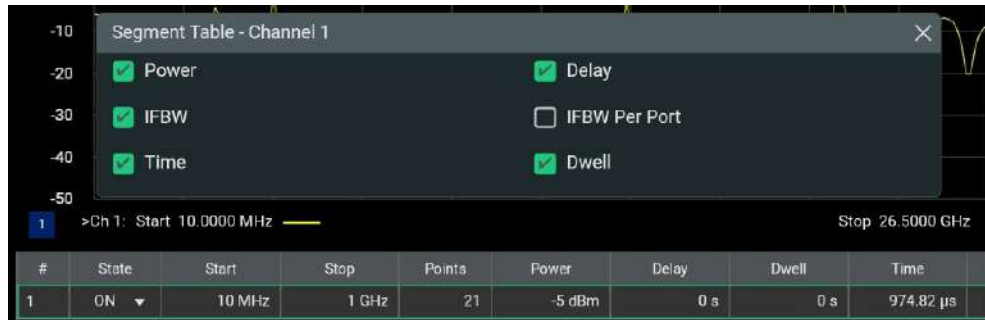 -10
Segment Table - Channel 1
-20
Power
Delay
-30
IFBW
IFBW Per Port
-40
Time
Dwell
-50
1 >Ch 1: Start 10.0000 MHz Stop 26.5000 GHz
# State Start Stop Points Power Delay Dwell Time
1 ON 10 MHz 1 GHz 21 -5 dBm 0 s 0 s 974.82 µs